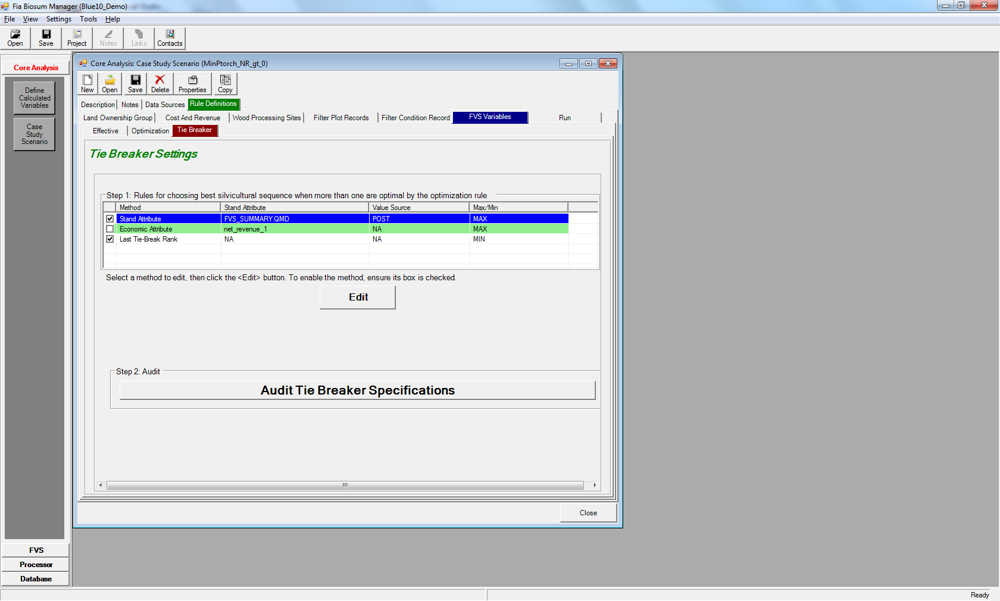 Fia Biosum Manager (Blue10_Demo)
File View Settings Tools Help
Open Save Project Notes Links Contacts
Core Analysis
Define
Calculated
Variables
Case
Study
Scenario
FVS
Processor
Database
Core Analysis: Case Study Scenario (MinPtorch_NR_gt_0)
New Open Save Delete Properties Copy
Description Notes Data Sources Rule Definitions
Land Ownership Group Cost And Revenue Wood Processing Sites Filter Plot Records Filter Condition Record FVS Variables Run
Effective Optimization Tie Breaker
Tie Breaker Settings
Step 1: Rules for choosing best silvicultural sequence when more than one are optimal by the optimization rule
Method Stand Attribute Value Source Max/Min
Stand Attribute FVS_SUMMARY.QMD POST MAX
Economic Attribute net_revenue_1 NA MAX
Last Tie-Break Rank NA NA MIN
Select a method to edit, then click the <Edit> button. To enable the method, ensure its box is checked.
Edit
Step 2: Audit
Audit Tie Breaker Specifications
Close
Ready